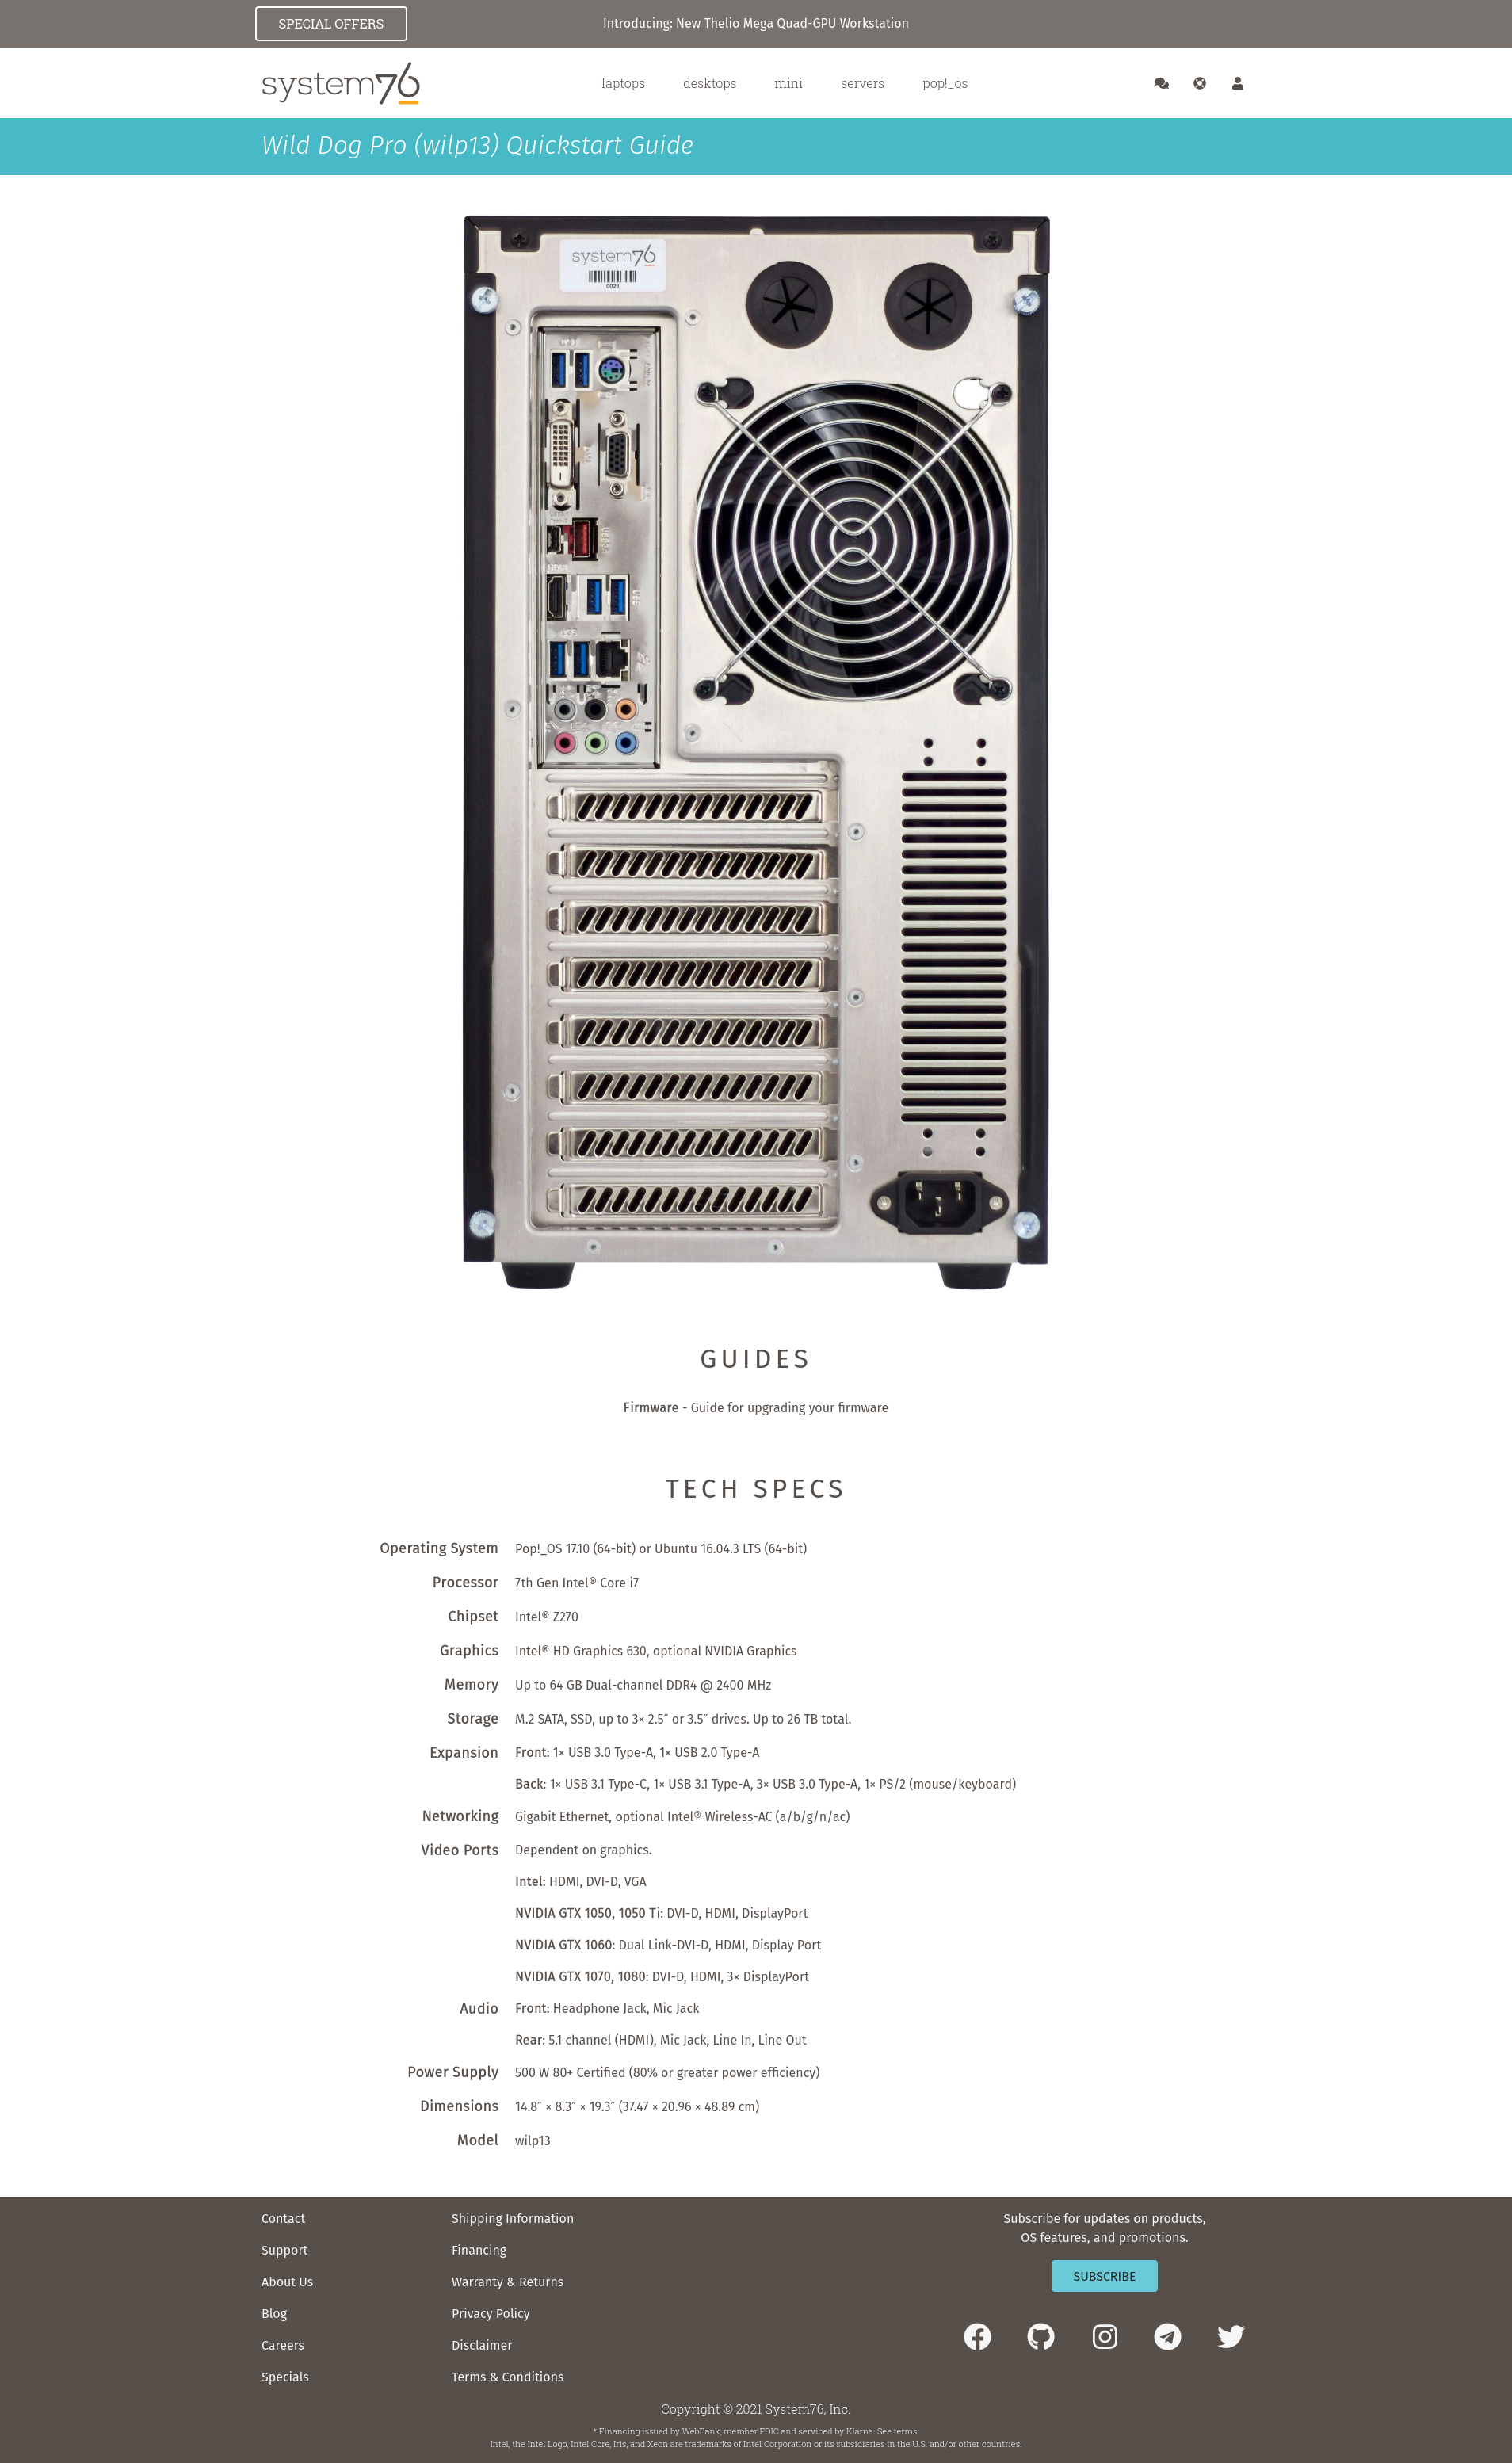 SPECIAL OFFERS
Introducing: New Thelio Mega Quad-GPU Workstation
system76
laptops desktops mini servers pop!_os
Wild Dog Pro (wilp13) Quickstart Guide
system76
0028
GUIDES
Firmware - Guide for upgrading your firmware
TECH SPECS
Operating System Pop!_OS 17.10 (64-bit) or Ubuntu 16.04.3 LTS (64-bit)
Processor 7th Gen Intel® Core i7
Chipset Intel® Z270
Graphics Intel® HD Graphics 630, optional NVIDIA Graphics
Memory Up to 64 GB Dual-channel DDR4 @ 2400 MHz
Storage M.2 SATA, SSD, up to 3× 2.5″ or 3.5″ drives. Up to 26 TB total.
Expansion Front: 1× USB 3.0 Type-A, 1× USB 2.0 Type-A
Back: 1× USB 3.1 Type-C, 1× USB 3.1 Type-A, 3× USB 3.0 Type-A, 1× PS/2 (mouse/keyboard)
Networking Gigabit Ethernet, optional Intel® Wireless-AC (a/b/g/n/ac)
Video Ports Dependent on graphics.
Intel: HDMI, DVI-D, VGA
NVIDIA GTX 1050, 1050 Ti: DVI-D, HDMI, DisplayPort
NVIDIA GTX 1060: Dual Link-DVI-D, HDMI, Display Port
NVIDIA GTX 1070, 1080: DVI-D, HDMI, 3× DisplayPort
Audio Front: Headphone Jack, Mic Jack
Rear: 5.1 channel (HDMI), Mic Jack, Line In, Line Out
Power Supply 500 W 80+ Certified (80% or greater power efficiency)
Dimensions 14.8″ × 8.3″ × 19.3″ (37.47 × 20.96 × 48.89 cm)
Model wilp13
Contact
Support
About Us
Blog
Careers
Specials
Shipping Information
Financing
Warranty & Returns
Privacy Policy
Disclaimer
Terms & Conditions
Subscribe for updates on products,
OS features, and promotions.
SUBSCRIBE
Copyright © 2021 System76, Inc.
* Financing issued by WebBank, member FDIC and serviced by Klarna. See terms.
Intel, the Intel Logo, Intel Core, Iris, and Xeon are trademarks of Intel Corporation or its subsidiaries in the U.S. and/or other countries.